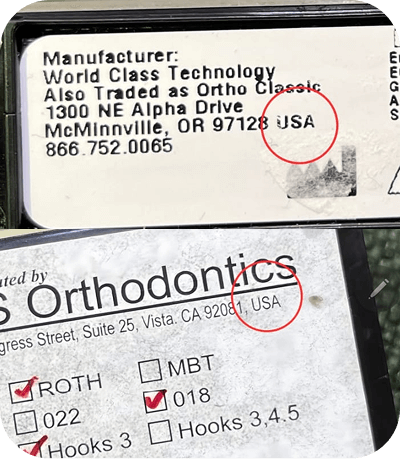 Manufacturer:
World Class Technology
Also Traded as Ortho Classic
1300 NE Alpha Drive
McMinnville, OR 97128 USA
866.752.0065
by
S Orthodontics
Street, Suite 25, Vista. CA 92081, USA
ROTH
MBT
022
018
Hooks 3
Hooks 3,4.5